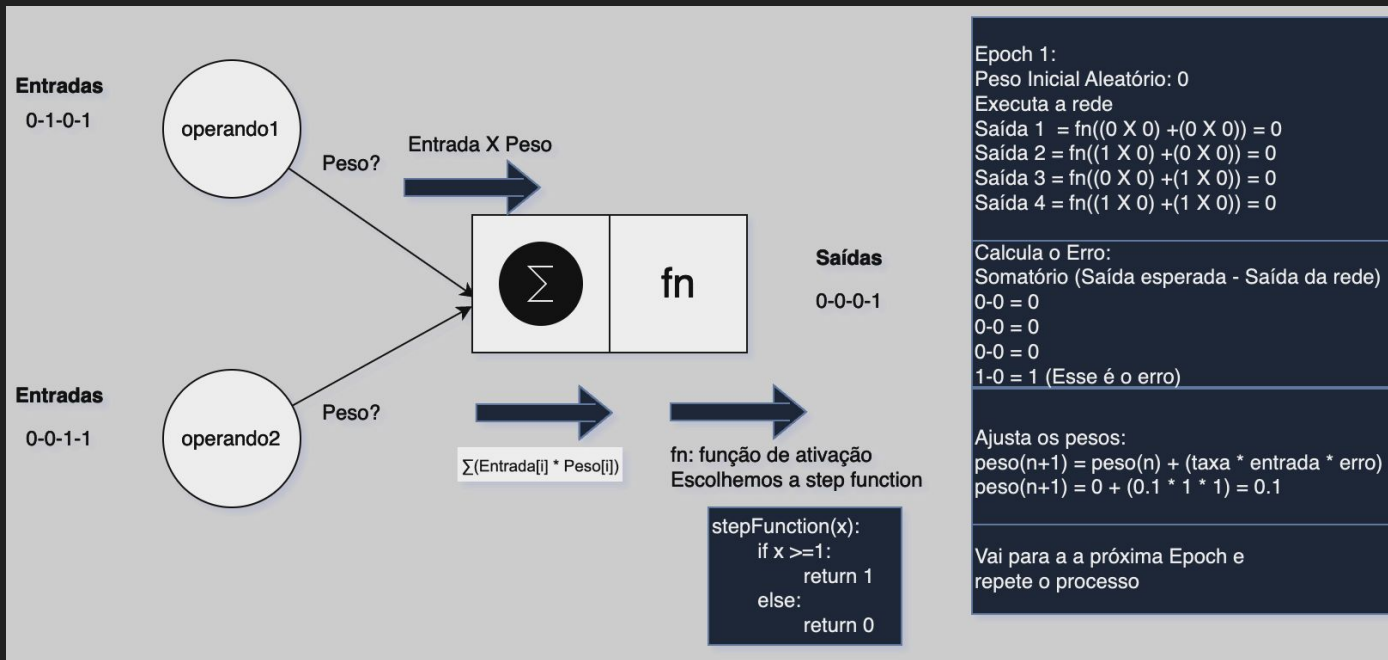 Entradas
0-1-0-1
operando1
Peso?
Entrada X Peso
∑
fn
Saídas
0-0-0-1
Entradas
0-0-1-1
operando2
Peso?
∑(Entrada[i] * Peso[i])
fn: função de ativação
Escolhemos a step function
stepFunction(x):
if x >=1:
return 1
else:
return 0
Epoch 1:
Peso Inicial Aleatório: 0
Executa a rede
Saída 1 = fn((0 X 0) +(0 X 0)) = 0
Saída 2 = fn((1 X 0) +(0 X 0)) = 0
Saída 3 = fn((0 X 0) +(1 X 0)) = 0
Saída 4 = fn((1 X 0) +(1 X 0)) = 0
Calcula o Erro:
Somatório (Saída esperada - Saída da rede)
0-0 = 0
0-0 = 0
0-0 = 0
1-0 = 1 (Esse é o erro)
Ajusta os pesos:
peso(n+1) = peso(n) + (taxa * entrada * erro)
peso(n+1) = 0 + (0.1 * 1 * 1) = 0.1
Vai para a a próxima Epoch e
repete o processo